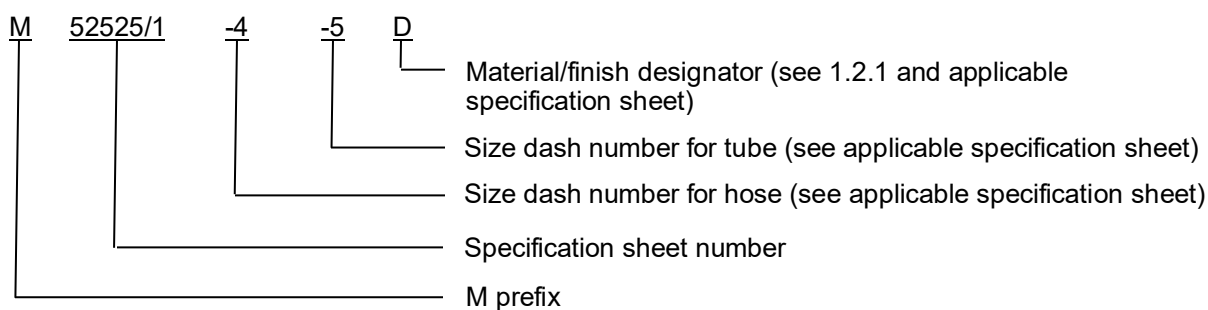 M 52525/1 -4 -5 D
Material/finish designator (see 1.2.1 and applicable
specification sheet)
Size dash number for tube (see applicable specification sheet)
Size dash number for hose (see applicable specification sheet)
Specification sheet number
M prefix